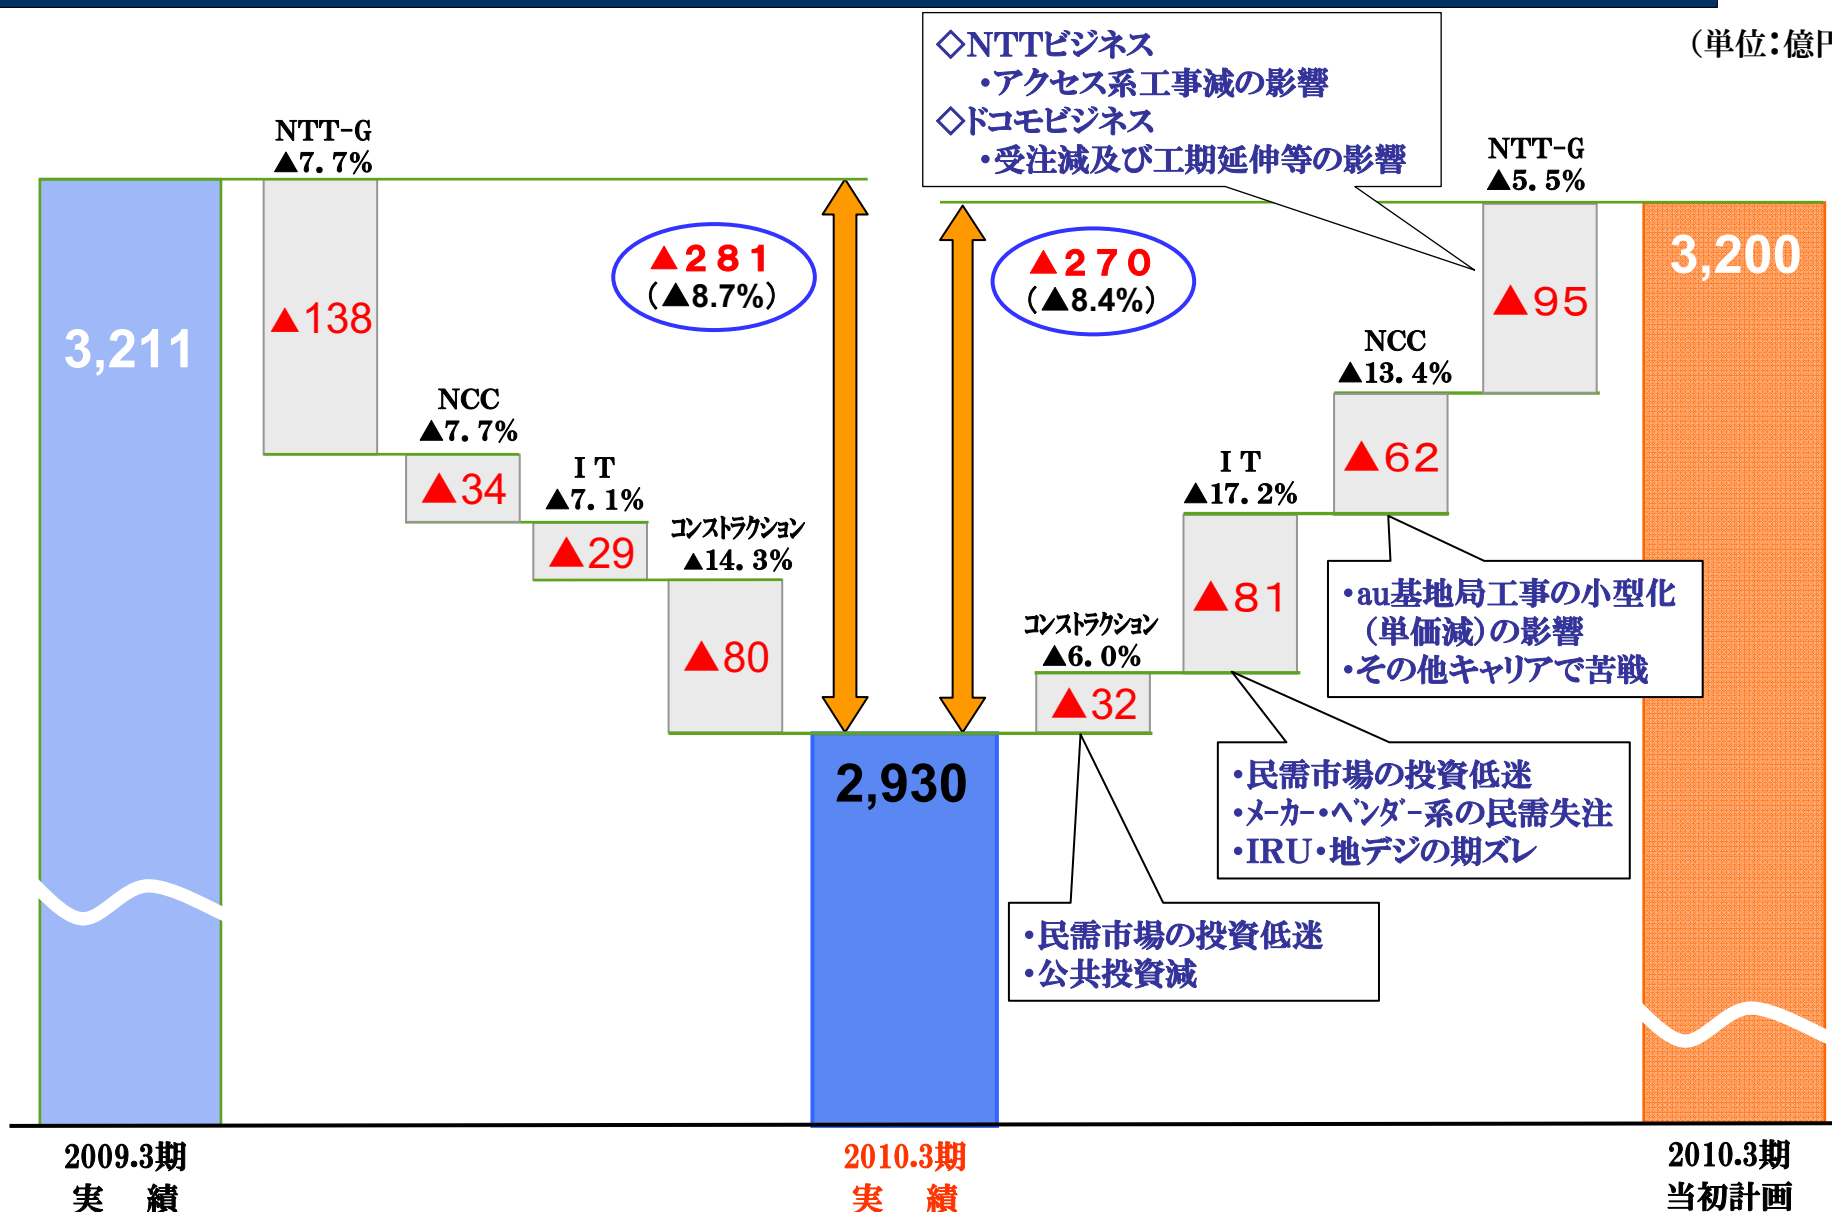 （単位：億円
◇NTTビジネス
・アクセス系工事減の影響
◇ドコモビジネス
・受注減及び工期延伸等の影響
NTT-G
▲7.7%
▲138
NCC
▲7.7%
▲34
IT
▲7.1%
▲29
コンストラクション
▲14.3%
▲80
3,211
▲281
（▲8.7%）
▲270
（▲8.4%）
2,930
コンストラクション
▲6.0%
▲32
IT
▲17.2%
▲81
NCC
▲13.4%
▲62
NTT-G
▲5.5%
▲95
3,200
・au基地局工事の小型化
（単価減）の影響
・その他キャリアで苦戦
・民需市場の投資低迷
・メーカー・ベンダー系の民需失注
・IRU・地デジの期ズレ
・民需市場の投資低迷
・公共投資減
2009.3期
実　績
2010.3期
実　績
2010.3期
当初計画